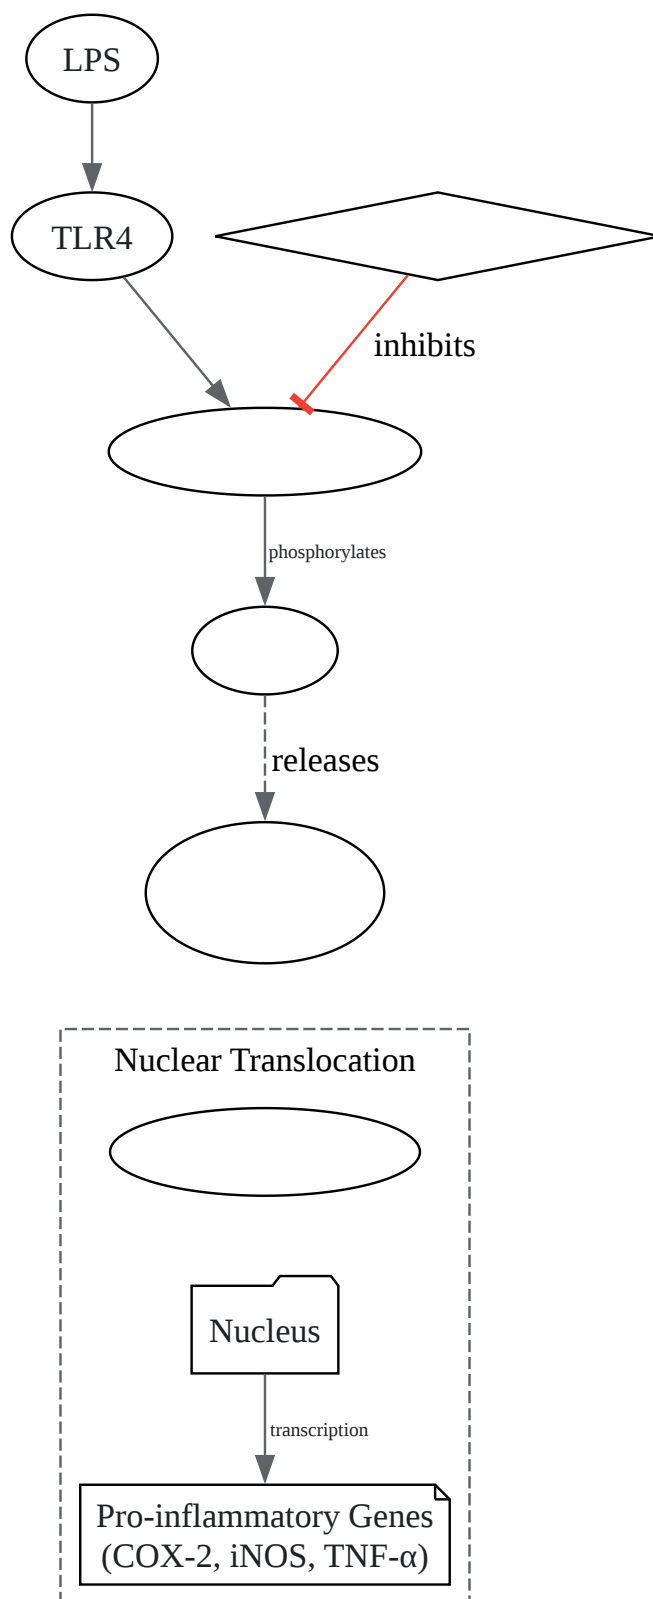 LPS
TLR4
inhibits
phosphorylates
releases
Nuclear Translocation
Nucleus
transcription
Pro-inflammatory Genes
(COX-2, iNOS, TNF-α)